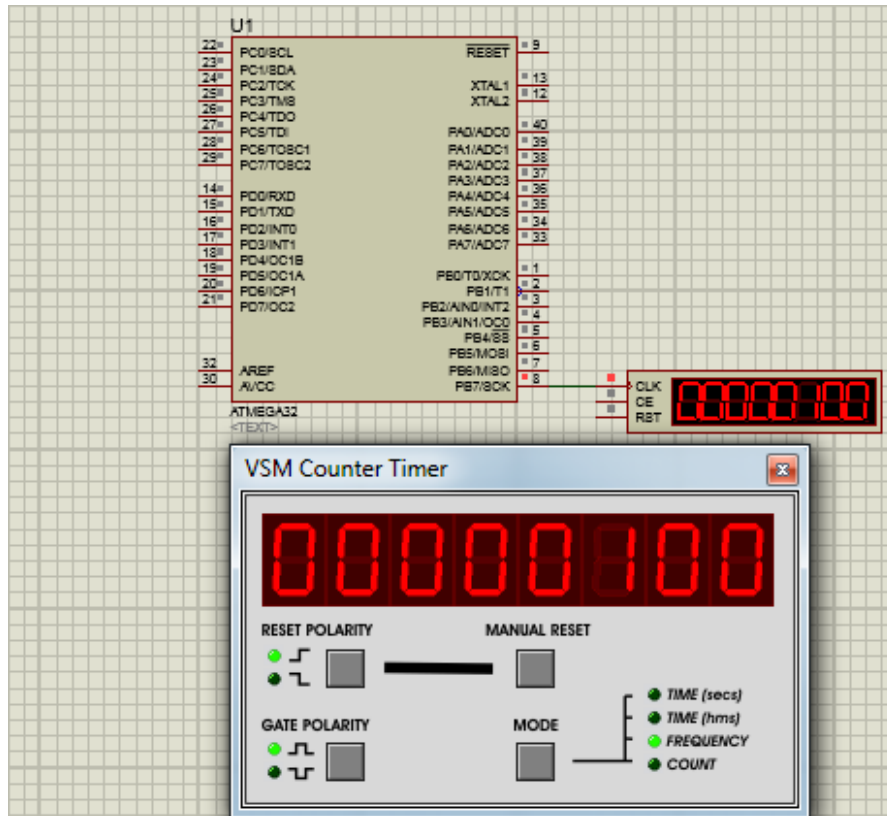 U1
22 PC0/SCL RESET 9
23 PC1/SDA
24 PC2/TCK XTAL1 13
25 PC3/TMS XTAL2 12
26 PC4/TDO
27 PC5/TDI PA0/ADC0 40
28 PC6/TOSC1 PA1/ADC1 39
29 PC7/TOSC2 PA2/ADC2 38
PA3/ADC3 37
14 PD0/RXD PA4/ADC4 36
15 PD1/TXD PA5/ADC5 35
16 PD2/INT0 PA6/ADC6 34
17 PD3/INT1 PA7/ADC7 33
18 PD4/OC1B
19 PD5/OC1A PB0/T0/XCK 1
20 PD6/ICP1 PB1/T1 2
21 PD7/OC2 PB2/AIN0/INT2 3
PB3/AIN1/OC0 4
PB4/SS 5
PB5/MOSI 6
32 AREF PB6/MISO 7
30 AVCC PB7/SCK 8
CLK
CE 00000100
RST
ATMEGA32
<TEXT>
VSM Counter Timer
00000100
RESET POLARITY MANUAL RESET
TIME (secs)
TIME (hms)
GATE POLARITY MODE
FREQUENCY
COUNT